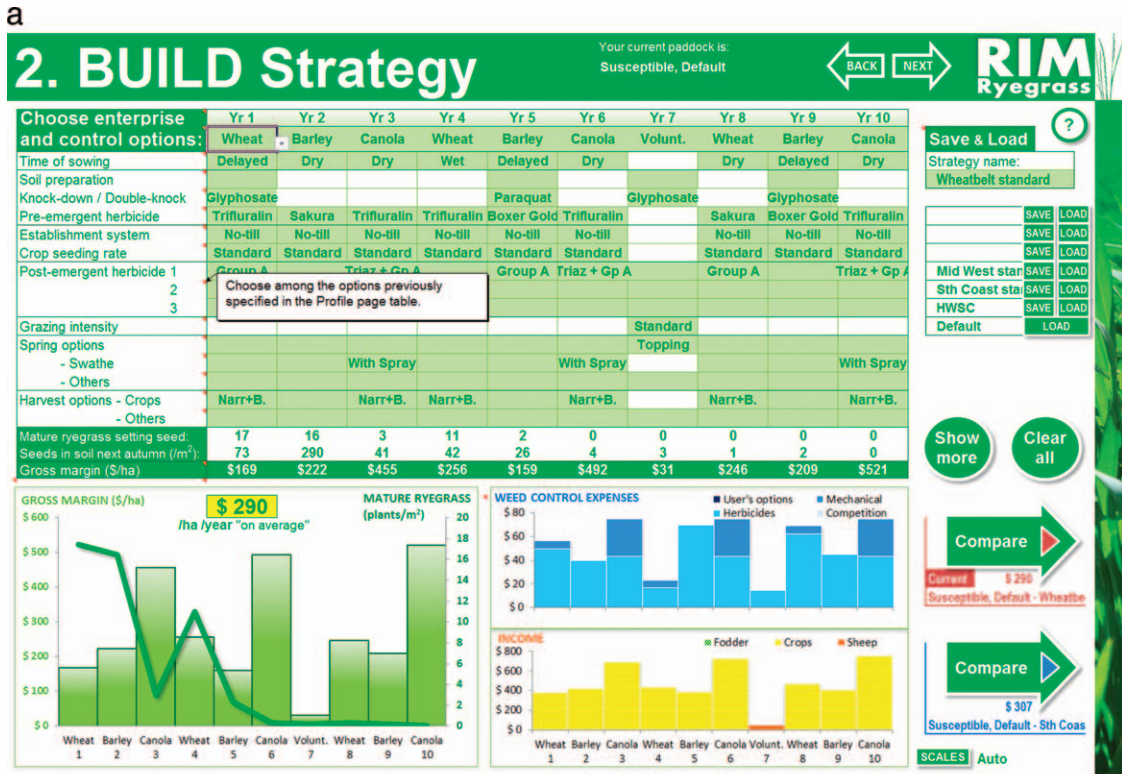 a
2. BUILD Strategy
Your current paddock is:
Susceptible, Default
BACK NEXT
RIM
Ryegrass
Choose enterprise Yr 1 Yr 2 Yr 3 Yr 4 Yr 5 Yr 6 Yr 7 Yr 8 Yr 9 Yr 10
and control options: Wheat Barley Canola Wheat Barley Canola Volunt. Wheat Barley Canola
Time of sowing Delayed Dry Dry Wet Delayed Dry Dry Delayed Dry
Soil preparation
Knock-down / Double-knock Glyphosate Paraquat Glyphosate Glyphosate
Pre-emergent herbicide Trifluralin Sakura Trifluralin Trifluralin Boxer Gold Trifluralin Sakura Boxer Gold Trifluralin
Establishment system No-till No-till No-till No-till No-till No-till No-till No-till No-till
Crop seeding rate Standard Standard Standard Standard Standard Standard Standard Standard Standard
Post-emergent herbicide 1 Group A Triaz + Gp A Group A Triaz + Gp A Group A Triaz + Gp A
2
3
Choose among the options previously
specified in the Profile page table.
Grazing intensity Standard
Spring options Topping
- Swathe With Spray With Spray With Spray
- Others
Harvest options - Crops Narr+B. Narr+B. Narr+B. Narr+B. Narr+B. Narr+B.
- Others
Mature ryegrass setting seed: 17 16 3 11 2 0 0 0 0 0
Seeds in soil next autumn (/m²): 73 290 41 42 26 4 3 1 2 0
Gross margin ($/ha) $169 $222 $455 $256 $159 $492 $31 $246 $209 $521
?
Save & Load
Strategy name:
Wheatbelt standard
SAVE LOAD
SAVE LOAD
SAVE LOAD
Mid West stan SAVE LOAD
Sth Coast sta SAVE LOAD
HWSC SAVE LOAD
Default LOAD
Show
more
Clear
all
GROSS MARGIN ($/ha)
$ 290
/ha /year "on average"
MATURE RYEGRASS
(plants/m²)
$ 600
$ 500
$ 400
$ 300
$ 200
$ 100
$ 0
20
18
16
14
12
10
8
6
4
2
0
Wheat Barley Canola Wheat Barley Canola Volunt. Wheat Barley Canola
1 2 3 4 5 6 7 8 9 10
WEED CONTROL EXPENSES
User's options Mechanical
Herbicides Competition
$ 80
$ 60
$ 40
$ 20
$ 0
INCOME
Fodder Crops Sheep
$ 800
$ 600
$ 400
$ 200
$ 0
Wheat Barley Canola Wheat Barley Canola Volunt. Wheat Barley Canola
1 2 3 4 5 6 7 8 9 10
Compare
Current $ 290
Susceptible, Default - Wheatbe
Compare
$ 307
Susceptible, Default - Sth Coas
SCALES Auto